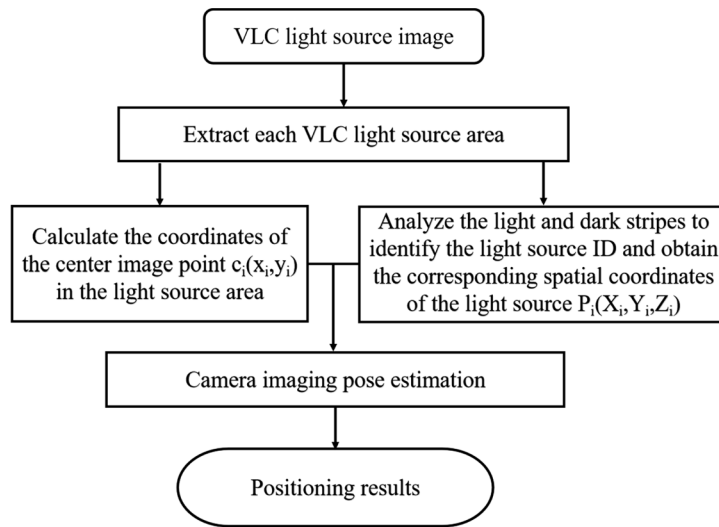 VLC light source image
Extract each VLC light source area
Calculate the coordinates of
the center image point cᵢ(xᵢ,yᵢ)
in the light source area
Analyze the light and dark stripes to
identify the light source ID and obtain
the corresponding spatial coordinates
of the light source Pᵢ(Xᵢ,Yᵢ,Zᵢ)
Camera imaging pose estimation
Positioning results